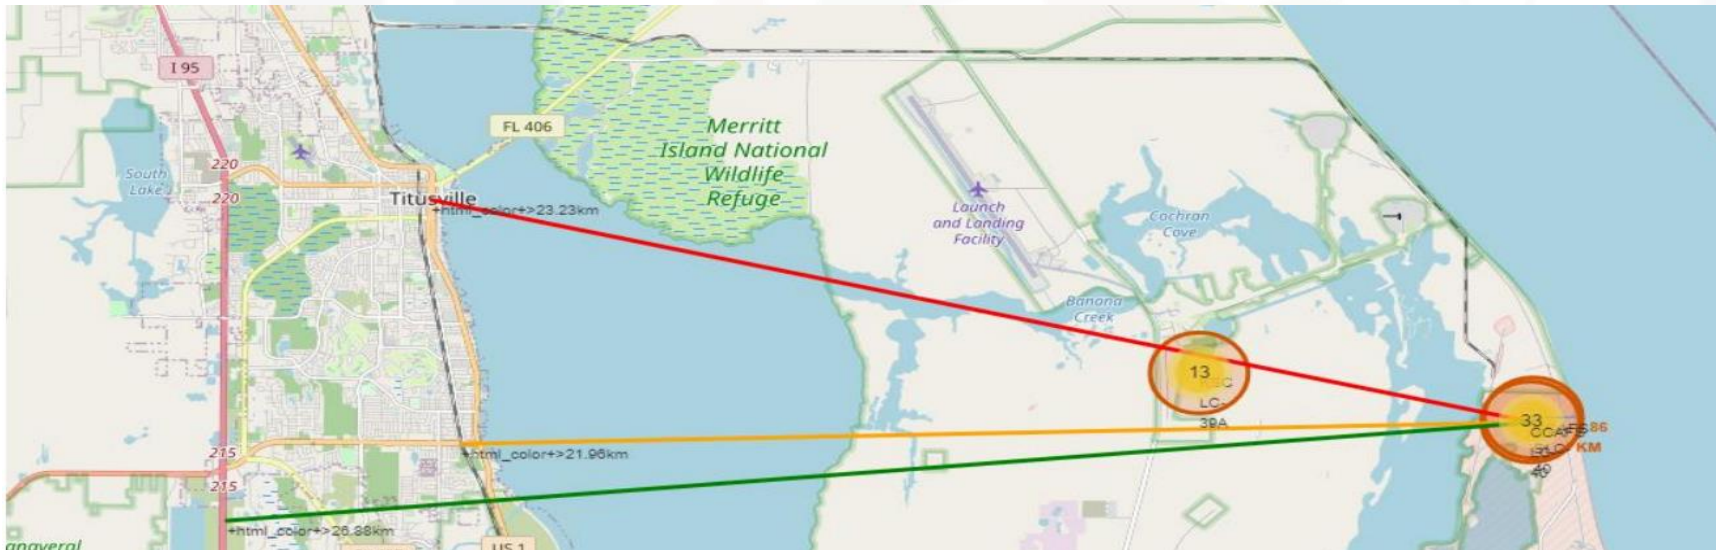 I 95
FL 406
Merritt
Island National
Wildlife
Refuge
220
South
Lake
220
Titusville
+html_color+>23.23km
Launch
and Landing
Facility
Cochran
Cove
Banana
Creek
13
LC-
39A
33
86
KM
215
+html_color+>21.96km
215
+html_color+>26.88km
US 1
anaveral